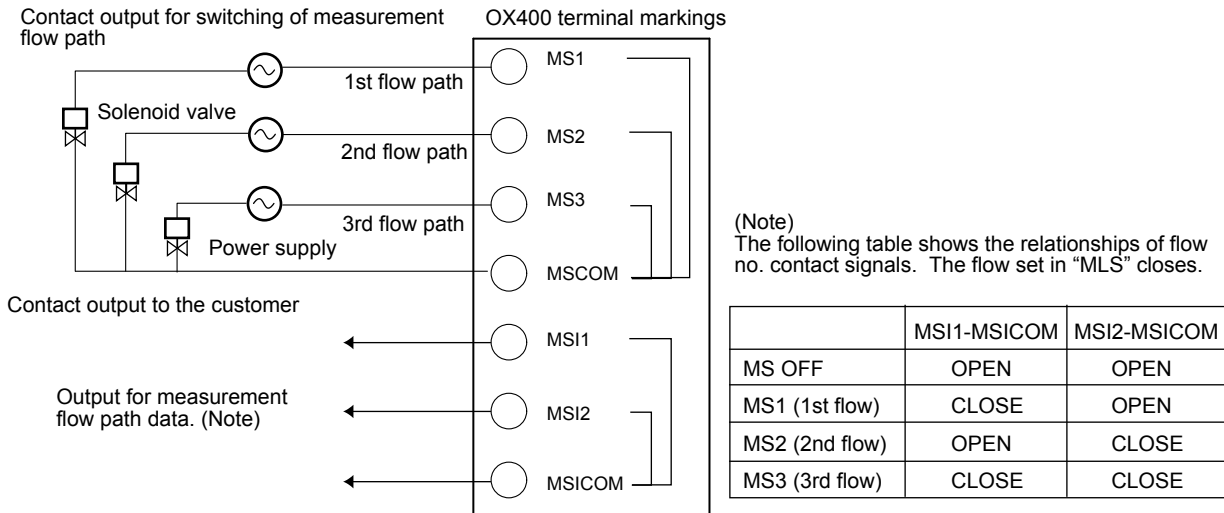 Contact output for switching of measurement
flow path
OX400 terminal markings
MS1
1st flow path
Solenoid valve
MS2
2nd flow path
MS3
3rd flow path
Power supply
MSCOM
Contact output to the customer
MSI1
Output for measurement
flow path data. (Note)
MSI2
MSICOM
(Note)
The following table shows the relationships of flow
no. contact signals. The flow set in “MLS” closes.
MSI1-MSICOM MSI2-MSICOM
MS OFF OPEN OPEN
MS1 (1st flow) CLOSE OPEN
MS2 (2nd flow) OPEN CLOSE
MS3 (3rd flow) CLOSE CLOSE